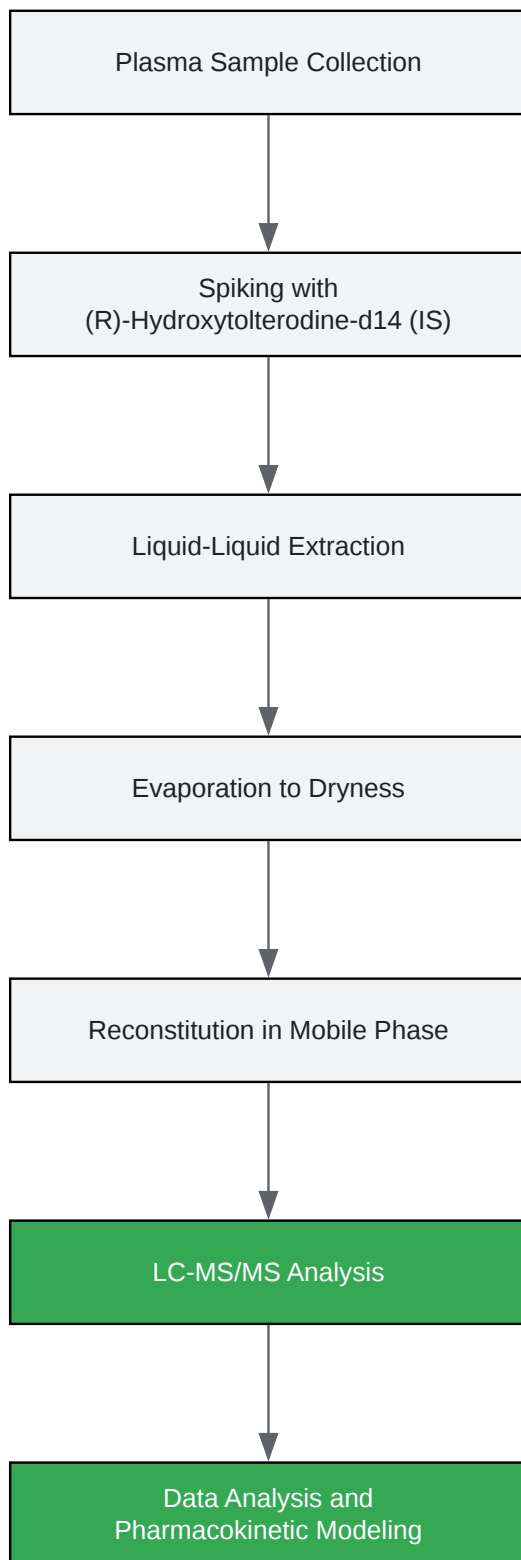 Plasma Sample Collection
Spiking with
(R)-Hydroxytolterodine-d14 (IS)
Liquid-Liquid Extraction
Evaporation to Dryness
Reconstitution in Mobile Phase
LC-MS/MS Analysis
Data Analysis and
Pharmacokinetic Modeling